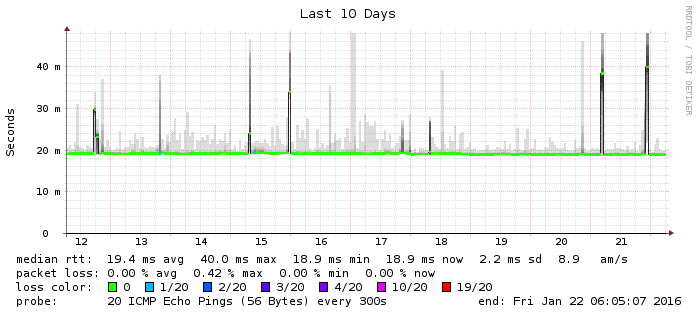 Last 10 Days
RRDTOOL / TOBI OETIKER
Seconds
40 m
30 m
20 m
10 m
0
12 13 14 15 16 17 18 19 20 21
median rtt: 19.4 ms avg 40.0 ms max 18.9 ms min 18.9 ms now 2.2 ms sd 8.9 am/s
packet loss: 0.00 % avg 0.42 % max 0.00 % min 0.00 % now
loss color: 0 1/20 2/20 3/20 4/20 10/20 19/20
probe: 20 ICMP Echo Pings (56 Bytes) every 300s end: Fri Jan 22 06:05:07 2016